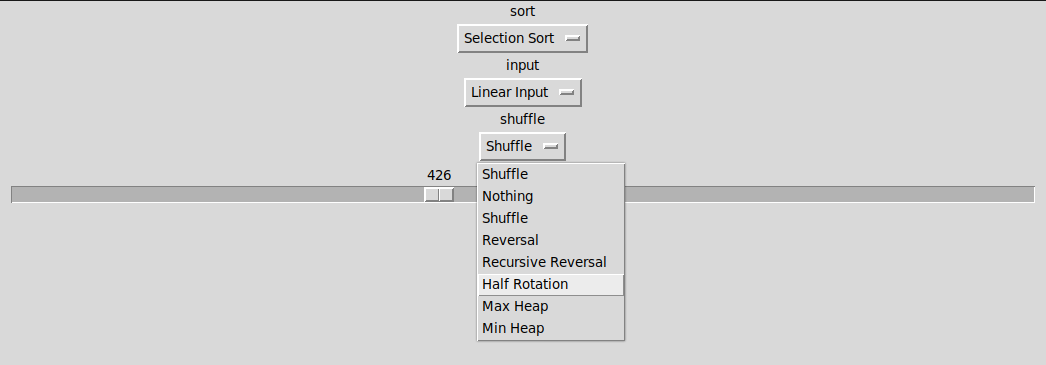 sort
Selection Sort
input
Linear Input
shuffle
Shuffle
426
Shuffle
Nothing
Shuffle
Reversal
Recursive Reversal
Half Rotation
Max Heap
Min Heap